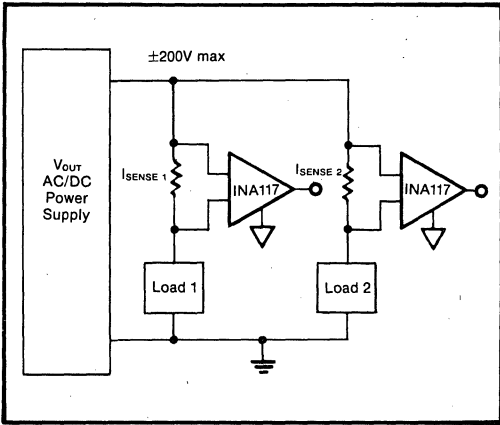 ±200V max
VOUT
AC/DC
Power
Supply
ISENSE 1
INA117
ISENSE 2
INA117
Load 1
Load 2